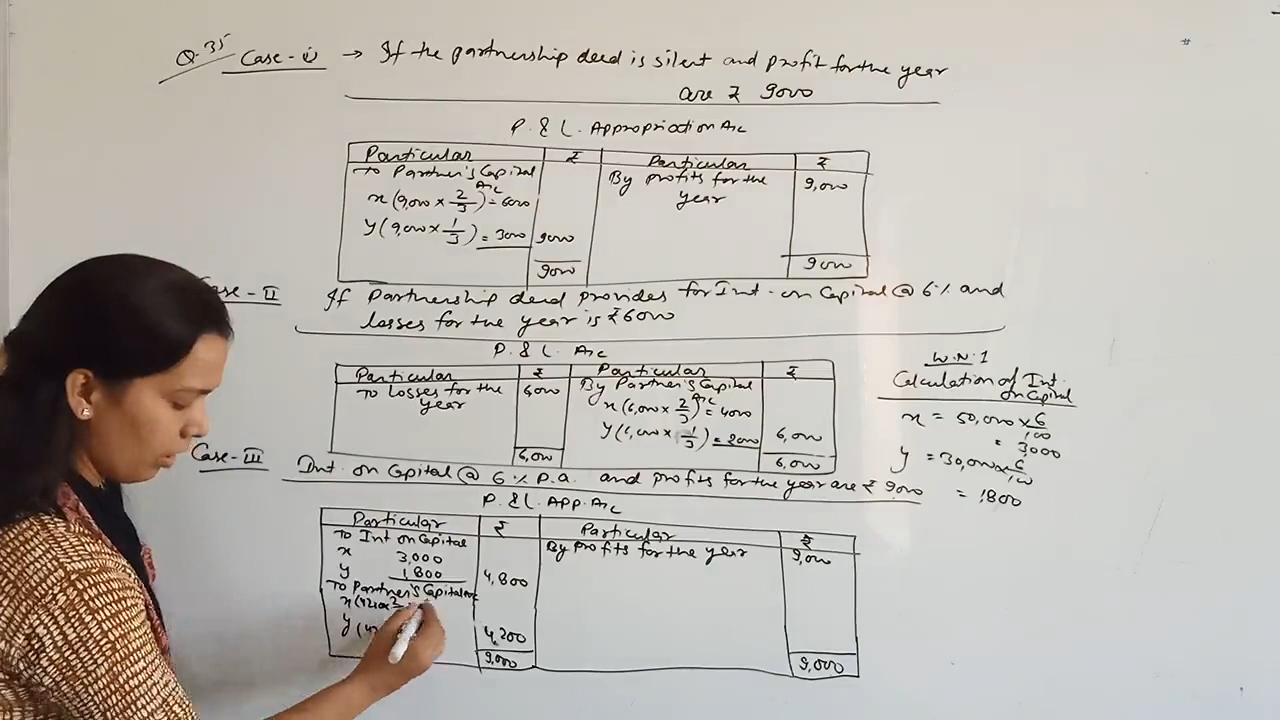 Q.35 Case-i) → If the partnership deed is silent and profit for the year
are ₹ 9000
P. & L. Appropriation A/c
Particular ₹ Particular ₹
To Partner's Capital A/c By profits for the year 9,000
x (9,000 × 2/3) = 6000
y (9,000 × 1/3) = 3000 9000
9000 9000
Case-II If Partnership deed provides for Int. on Capital @ 6% and
losses for the year is ₹6000
P. & L. A/c
Particular ₹ Particular ₹
To Losses for the year 6,000 By Partner's Capital A/c
x (6,000 × 2/3) = 4000
y (6,000 × 1/3) = 2000 6,000
6,000 6,000
W.N.1
Calculation of Int. on Capital
x = 50,000 × 6/100
= 3000
y = 30,000 × 6/100
= 1800
Case-III Int. on Capital @ 6% P.a. and profits for the year are ₹ 9,000
P. & L. App. A/c
Particular ₹ Particular ₹
To Int on Capital By Profits for the year 9,000
x 3,000
y 1,800 4,800
To Partner's Capital A/c
x (4200 × 2
y (4 4,200
9,000 9,000